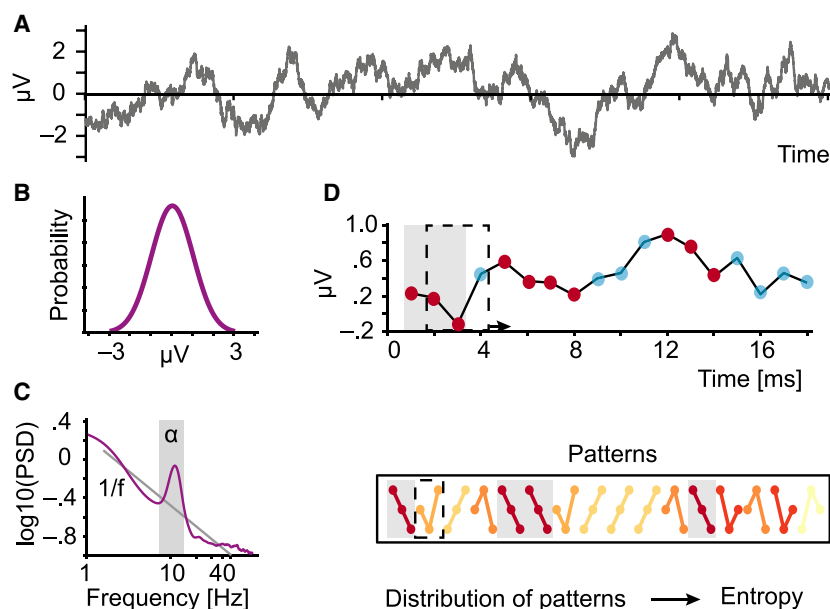 A
μV
2
0
−2
Time
B
Probability
−3
μV
3
C
log10(PSD)
.4
0
−.4
−.8
α
1/f
1
10
40
Frequency [Hz]
D
μV
1.0
.6
.2
−.2
0
4
8
12
16
Time [ms]
Patterns
Distribution of patterns → Entropy